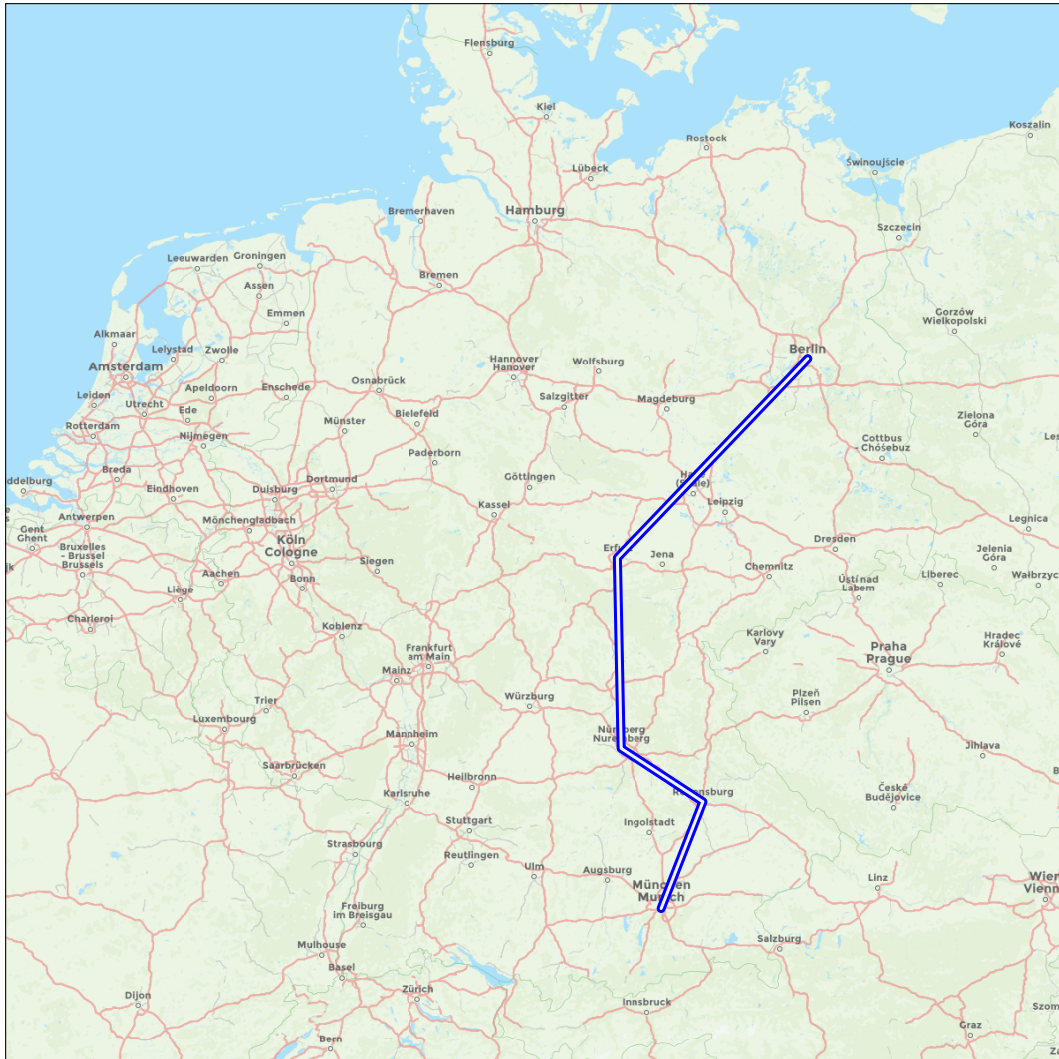 Flensburg
Koszalin
Kiel
Rostock
Świnoujście
Lübeck
Hamburg
Bremerhaven
Szczecin
Groningen
Leeuwarden
Bremen
Assen
Emmen
Gorzów
Wielkopolski
Alkmaar
Berlin
Lelystad
Zwolle
Hannover
Hanover
Wolfsburg
Amsterdam
Osnabrück
Enschede
Apeldoorn
Leiden
Utrecht
Ede
Salzgitter
Magdeburg
Bielefeld
Zielona
Góra
Rotterdam
Münster
Nijmegen
Cottbus
- Chóśebuz
Paderborn
Breda
Göttingen
(Saale)
Dortmund
Eindhoven
Duisburg
Kassel
Leipzig
Antwerpen
Legnica
Mönchengladbach
Gent
Ghent
Köln
Cologne
Dresden
Bruxelles
- Brussel
Brussels
Jena
Jelenia
Góra
Siegen
Chemnitz
Aachen
Bonn
Ústí nad
Labem
Liberec
Liège
Charleroi
Koblenz
Karlovy
Vary
Hradec
Králové
Frankfurt
am Main
Praha
Prague
Mainz
Trier
Würzburg
Plzeň
Pilsen
Luxembourg
Mannheim
Nürnberg
Nuremberg
Jihlava
Saarbrücken
Heilbronn
Karlsruhe
Regensburg
České
Budějovice
Stuttgart
Ingolstadt
Strasbourg
Reutlingen
Ulm
Augsburg
München
Munich
Linz
Freiburg
im Breisgau
Mulhouse
Salzburg
Basel
Zürich
Dijon
Innsbruck
Graz
Bern